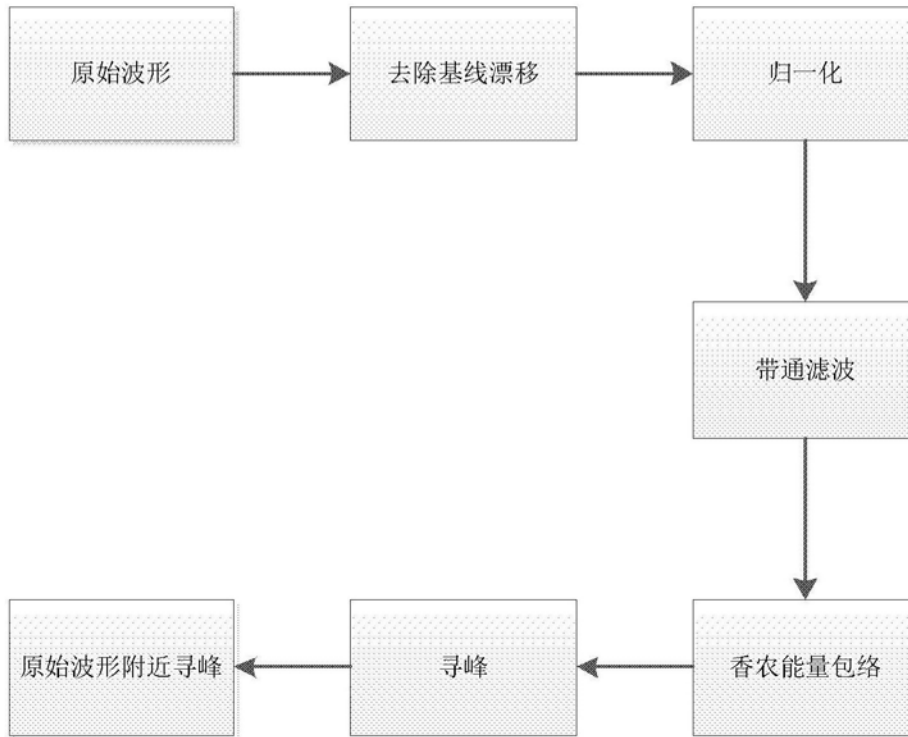 原始波形
去除基线漂移
归一化
带通滤波
香农能量包络
寻峰
原始波形附近寻峰